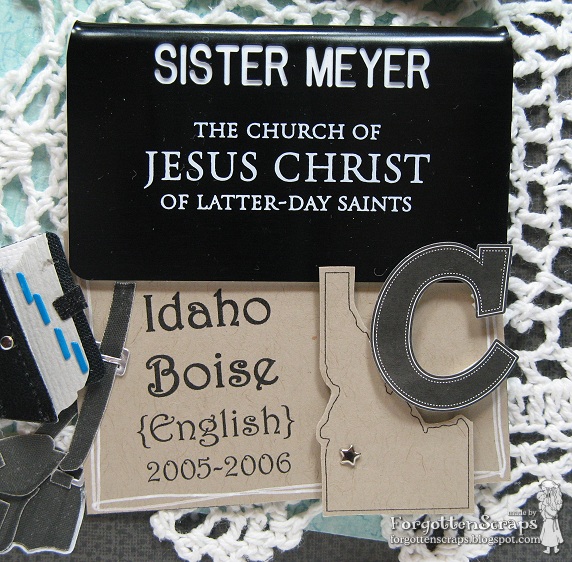 SISTER MEYER
THE CHURCH OF
JESUS CHRIST
OF LATTER-DAY SAINTS
C
Idaho
Boise
{English}
2005-2006
made by
ForgottenScraps
forgottenscraps.blogspot.com